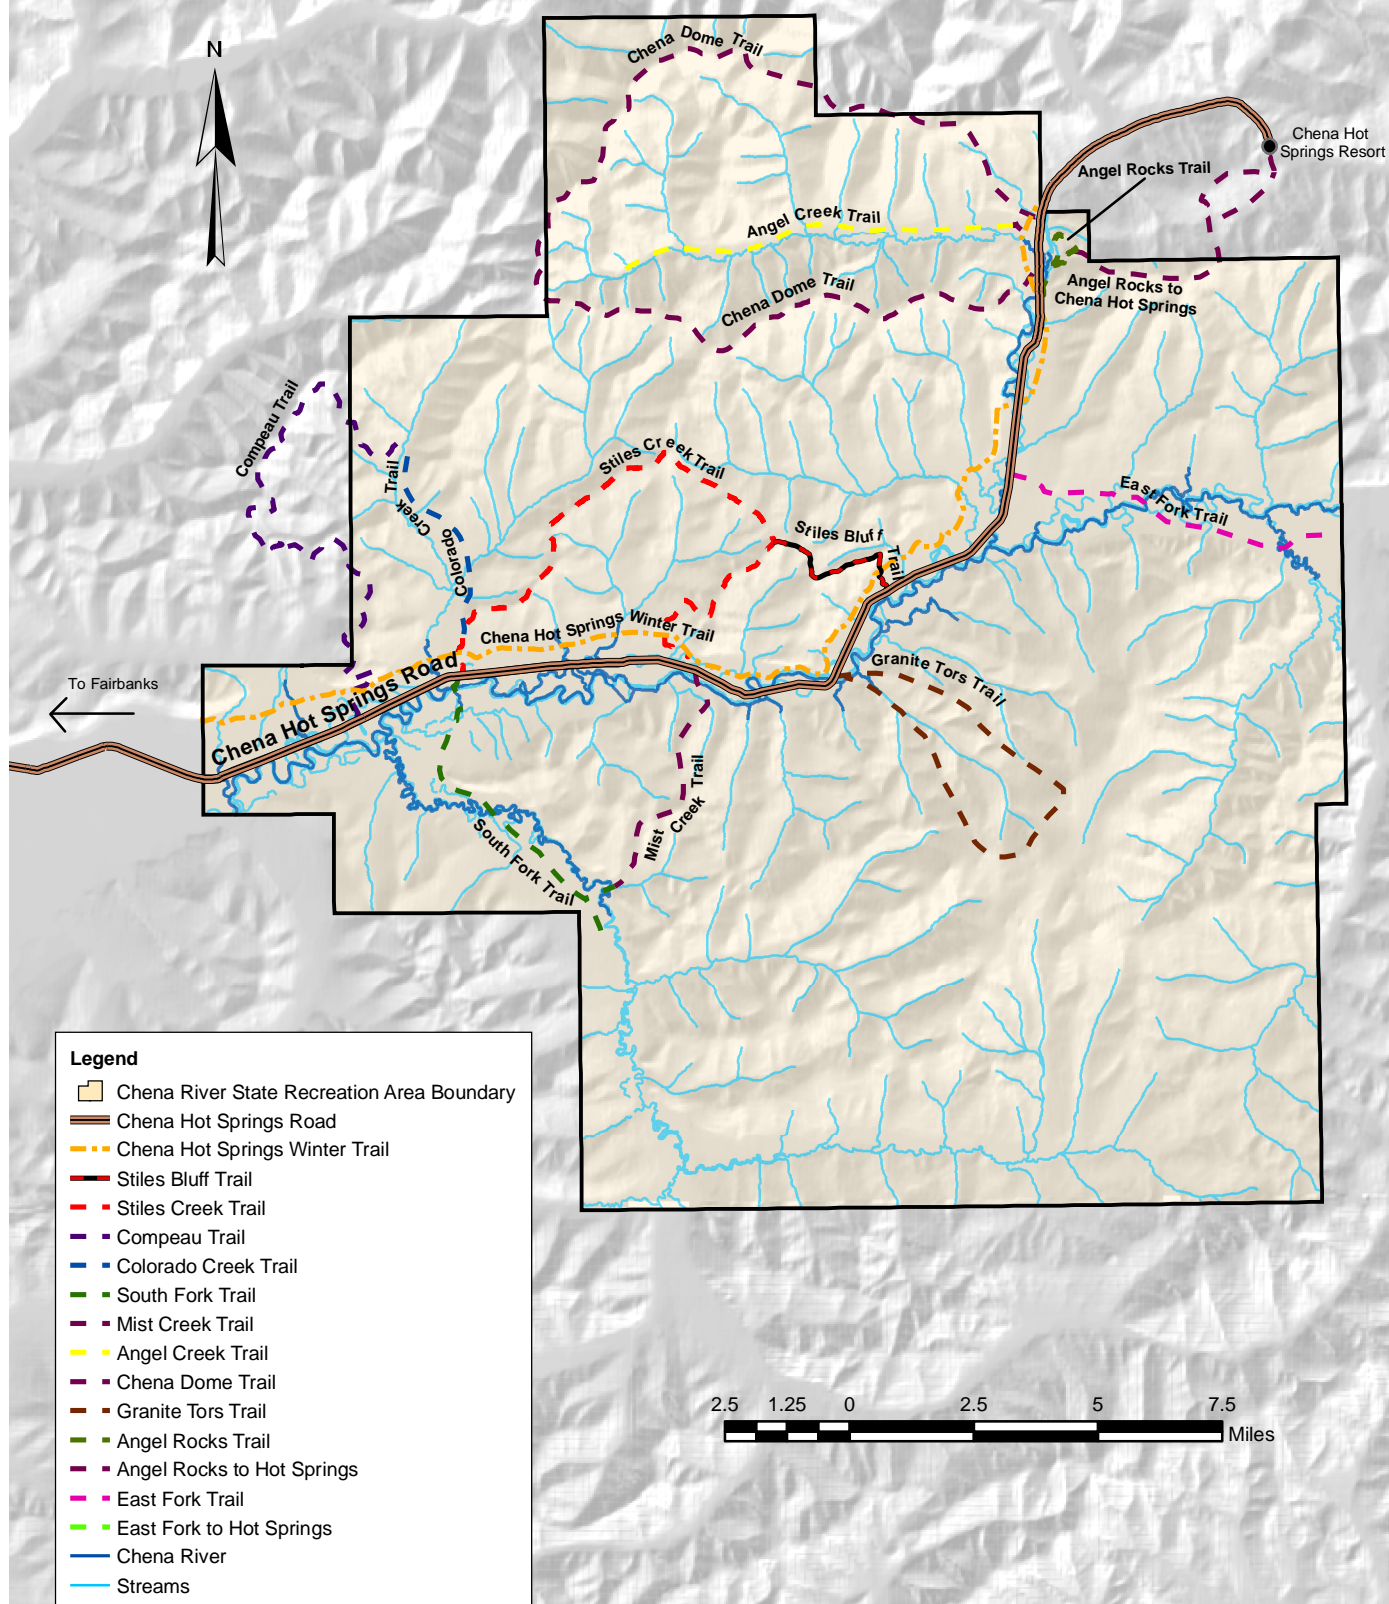 N
Chena Dome Trail
Chena Hot
Springs Resort
Angel Rocks Trail
Angel Creek Trail
Angel Rocks to
Chena Hot Springs
Chena Dome Trail
Compeau Trail
Stiles Creek Trail
Colorado Creek Trail
East Fork Trail
Stiles Bluff Trail
Chena Hot Springs Winter Trail
Granite Tors Trail
To Fairbanks
Chena Hot Springs Road
Mist Creek Trail
South Fork Trail
Legend
Chena River State Recreation Area Boundary
Chena Hot Springs Road
Chena Hot Springs Winter Trail
Stiles Bluff Trail
Stiles Creek Trail
Compeau Trail
Colorado Creek Trail
South Fork Trail
Mist Creek Trail
Angel Creek Trail
Chena Dome Trail
Granite Tors Trail
Angel Rocks Trail
Angel Rocks to Hot Springs
East Fork Trail
East Fork to Hot Springs
Chena River
Streams
2.5 1.25 0 2.5 5 7.5
Miles